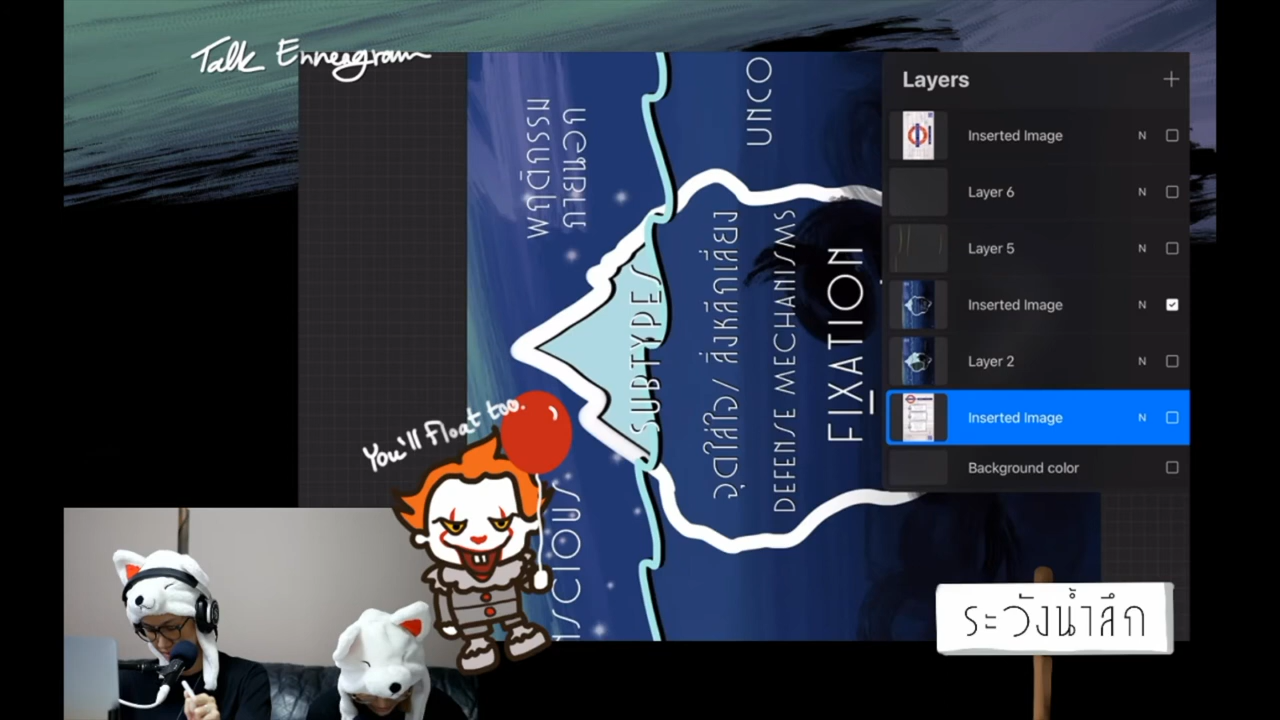 Talk Enneagram
Layers
Inserted Image N
Layer 6 N
Layer 5 N
Inserted Image N
Layer 2 N
Inserted Image N
Background color
พฤติกรรม
ภายนอก
SUBTYPES
จุดใส่ใจ/ สิ่งหลีกเลี่ยง
DEFENSE MECHANISMS
FIXATION
UNCO
NSCIOUS
You'll float too.
ระวังน้ำลึก